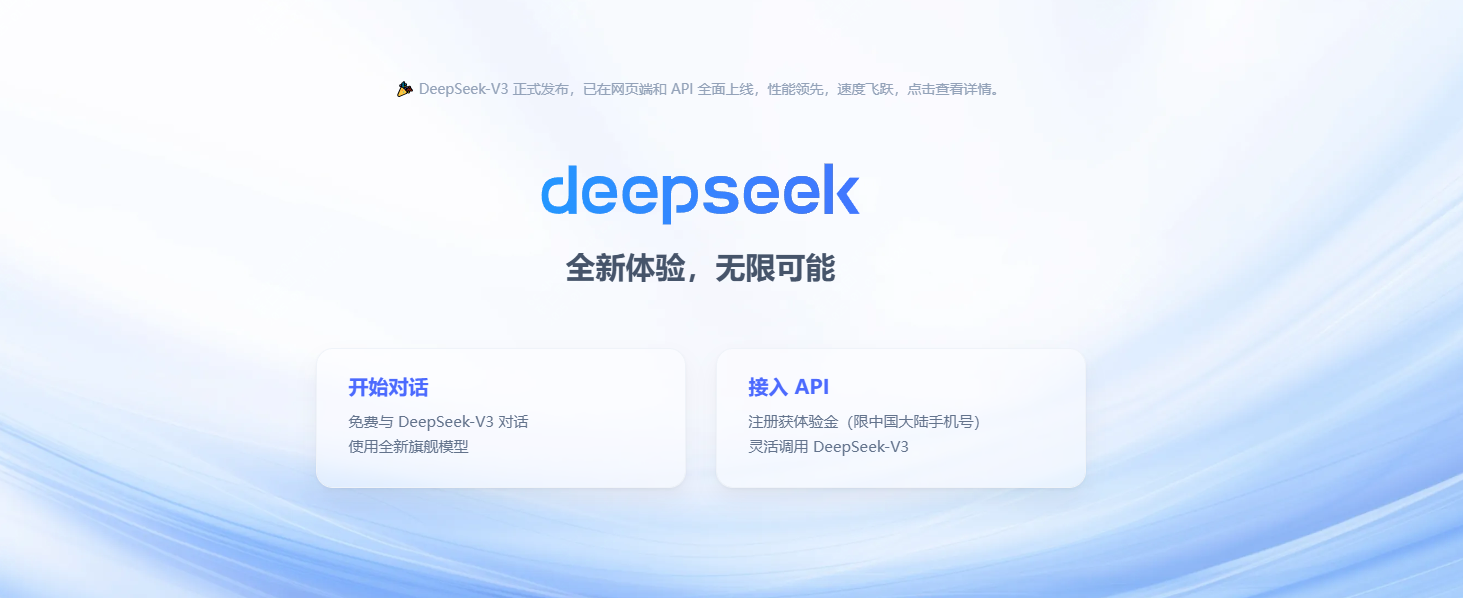 🎉 DeepSeek-V3 正式发布，已在网页端和 API 全面上线，性能领先，速度飞跃，点击查看详情。
deepseek
全新体验，无限可能
开始对话
免费与 DeepSeek-V3 对话
使用全新旗舰模型
接入 API
注册获体验金（限中国大陆手机号）
灵活调用 DeepSeek-V3